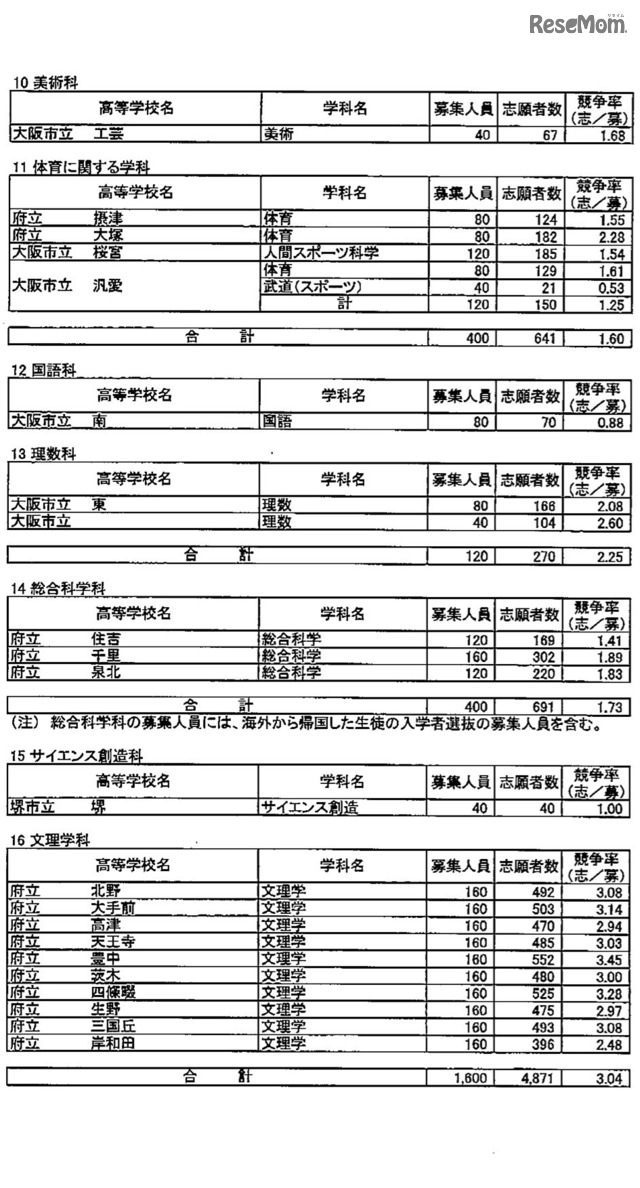 リセマム
ReseMom
10 美術科
高等学校名 学科名 募集人員 志願者数 競争率(志／募)
大阪市立 工芸 美術 40 67 1.68
11 体育に関する学科
高等学校名 学科名 募集人員 志願者数 競争率(志／募)
府立 摂津 体育 80 124 1.55
府立 大塚 体育 80 182 2.28
大阪市立 桜宮 人間スポーツ科学 120 185 1.54
大阪市立 汎愛 体育 80 129 1.61
武道(スポーツ) 40 21 0.53
計 120 150 1.25
合 計 400 641 1.60
12 国語科
高等学校名 学科名 募集人員 志願者数 競争率(志／募)
大阪市立 南 国語 80 70 0.88
13 理数科
高等学校名 学科名 募集人員 志願者数 競争率(志／募)
大阪市立 東 理数 80 166 2.08
大阪市立 理数 40 104 2.60
合 計 120 270 2.25
14 総合科学科
高等学校名 学科名 募集人員 志願者数 競争率(志／募)
府立 住吉 総合科学 120 169 1.41
府立 千里 総合科学 160 302 1.89
府立 泉北 総合科学 120 220 1.83
合 計 400 691 1.73
(注) 総合科学科の募集人員には、海外から帰国した生徒の入学者選抜の募集人員を含む。
15 サイエンス創造科
高等学校名 学科名 募集人員 志願者数 競争率(志／募)
堺市立 堺 サイエンス創造 40 40 1.00
16 文理学科
高等学校名 学科名 募集人員 志願者数 競争率(志／募)
府立 北野 文理学 160 492 3.08
府立 大手前 文理学 160 503 3.14
府立 高津 文理学 160 470 2.94
府立 天王寺 文理学 160 485 3.03
府立 豊中 文理学 160 552 3.45
府立 茨木 文理学 160 480 3.00
府立 四條畷 文理学 160 525 3.28
府立 生野 文理学 160 475 2.97
府立 三国丘 文理学 160 493 3.08
府立 岸和田 文理学 160 396 2.48
合 計 1,600 4,871 3.04